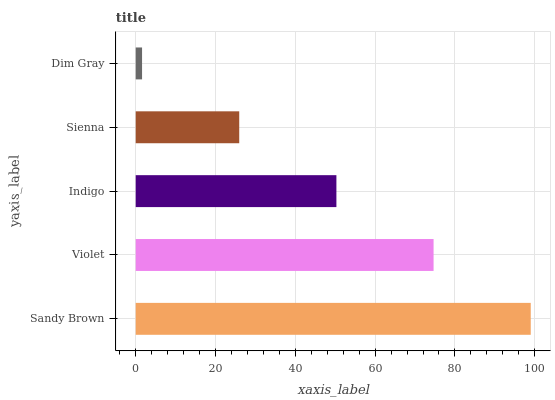 title
yaxis_label
Dim Gray
Sienna
Indigo
Violet
Sandy Brown
0 20 40 60 80 100
xaxis_label